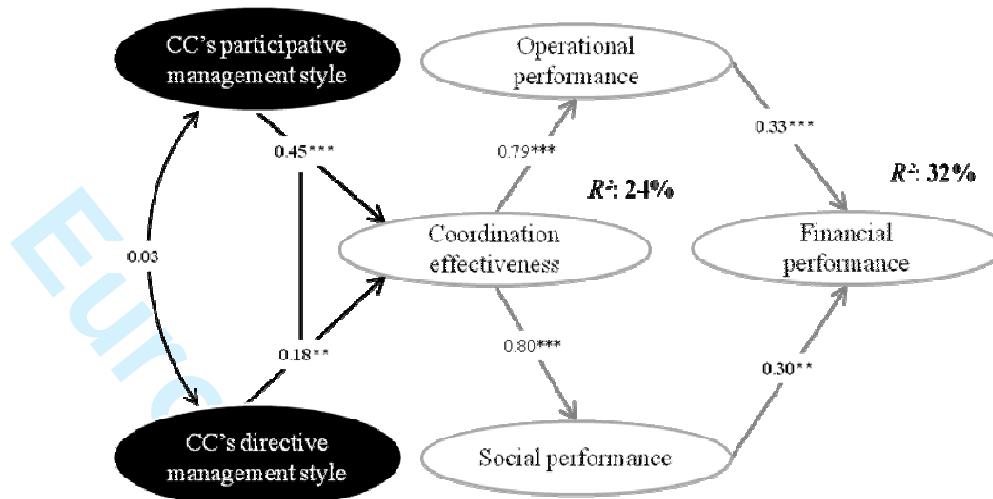 CC's participative
management style
Operational
performance
0.45***
0.79***
0.33***
R²: 24%
R²: 32%
0.03
Coordination
effectiveness
Financial
performance
0.18**
0.80***
0.30**
CC's directive
management style
Social performance
Euro